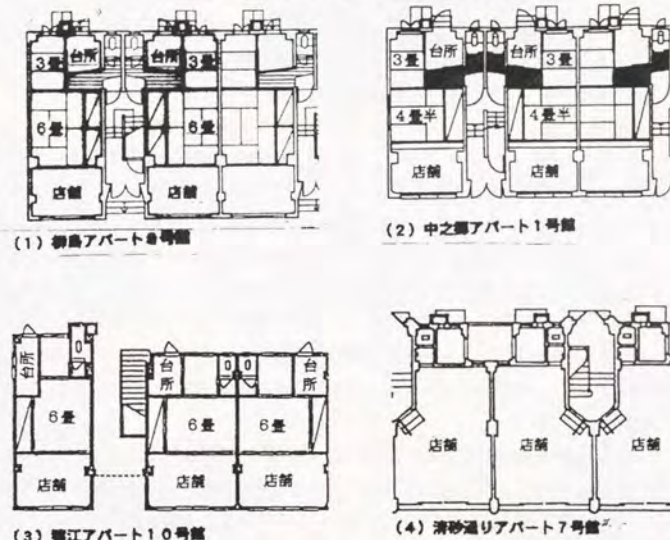 台所 台所
3畳 3畳
6畳 6畳
店舗 店舗
(1) 柳島アパート8号館
台所 台所
3畳 3畳
4畳半 4畳半
店舗 店舗
(2) 中之郷アパート1号館
台所 台所 台所
6畳 6畳 6畳
店舗 店舗 店舗
(3) 鶯江アパート10号館
店舗 店舗 店舗
(4) 清砂通りアパート7号館